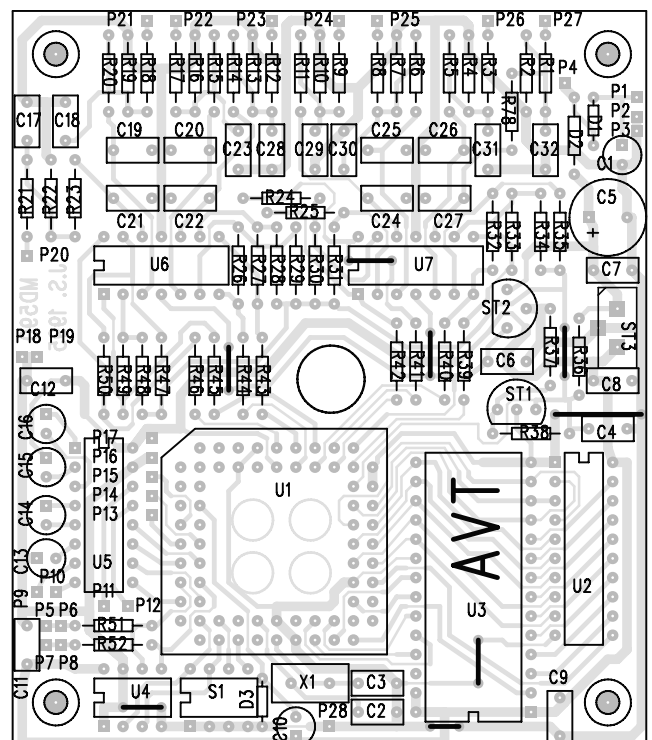 P21 P22 P23 P24 P25 P26 P27
P4
P1
R20 R19 R18 R17 R16 R15 R14 R13 R12 R11 R10 R9 R8 R7 R6 R5 R4 R3 R2 R1
R78 D2 D1 P2
P3
C17 C18 C19 C20 C23 C28 C29 C30 C25 C26 C31 C32 C1
R21 R22 R23 C21 C22 R24 C24 C27 C5
R25
R32 R33 R34 R35 +
P20
U6 R26 R27 R28 R29 R30 R31 U7 C7
J.S. 19
MD59
ST2
ST3
P18 P19
R50 R49 R48 R47 R46 R45 R44 R43 R42 R41 R40 R39 C6 R37 R36
C12 C8
ST1
C16 P17 R38 C4
P16
C15 P15 U1 AVT
C14 P14
P13
C13 U5
P10 U2
P9 P11 P12 U3
P5 P6 R51
R52
P7 P8
C11 U4 S1 D3 X1 C3 C9
C10 P28 C2